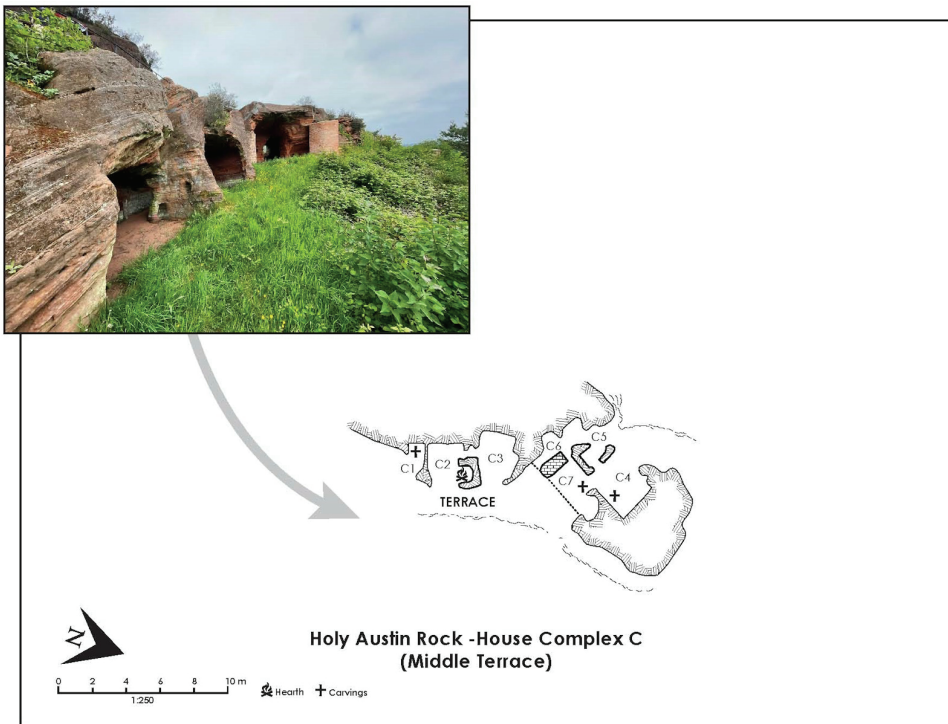 C1
C2
C3
C6
C5
C7
C4
TERRACE
N
Holy Austin Rock -House Complex C
(Middle Terrace)
0 2 4 6 8 10 m
1:250
Hearth
Carvings